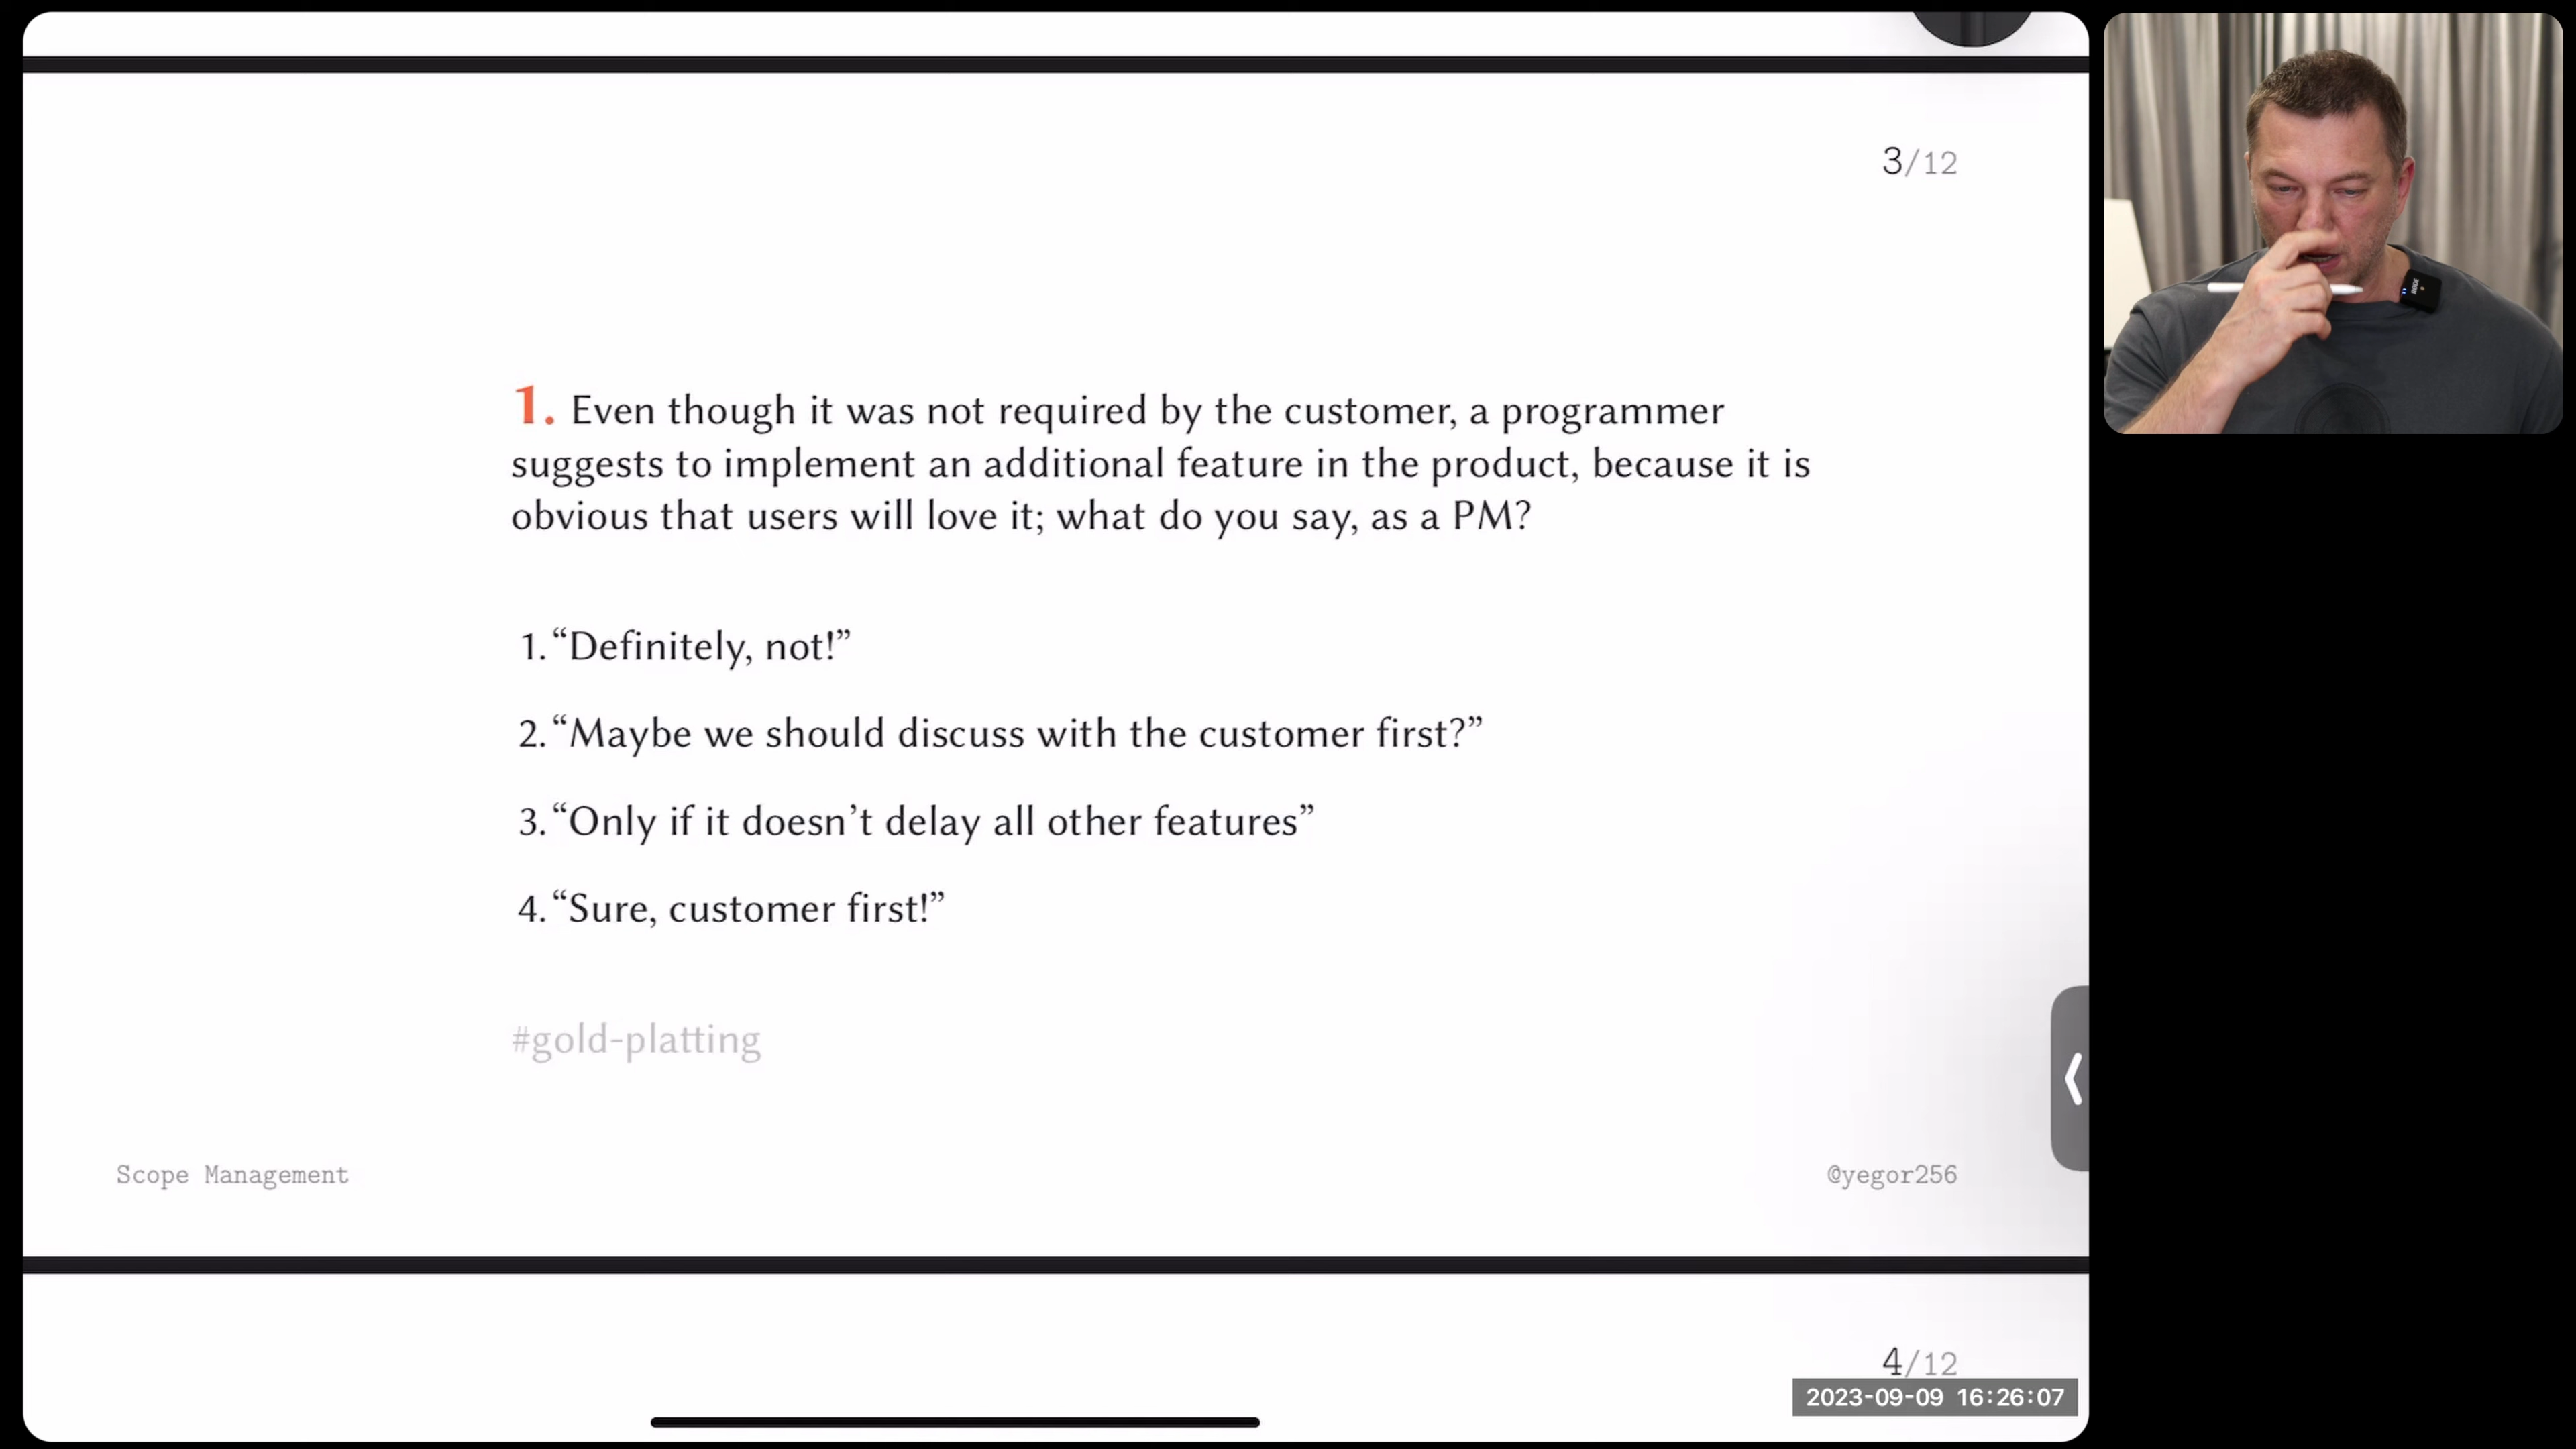 3/12
1. Even though it was not required by the customer, a programmer
suggests to implement an additional feature in the product, because it is
obvious that users will love it; what do you say, as a PM?
1. “Definitely, not!”
2. “Maybe we should discuss with the customer first?”
3. “Only if it doesn’t delay all other features”
4. “Sure, customer first!”
#gold-platting
Scope Management
@yegor256
4/12
2023-09-09 16:26:07
RØDE